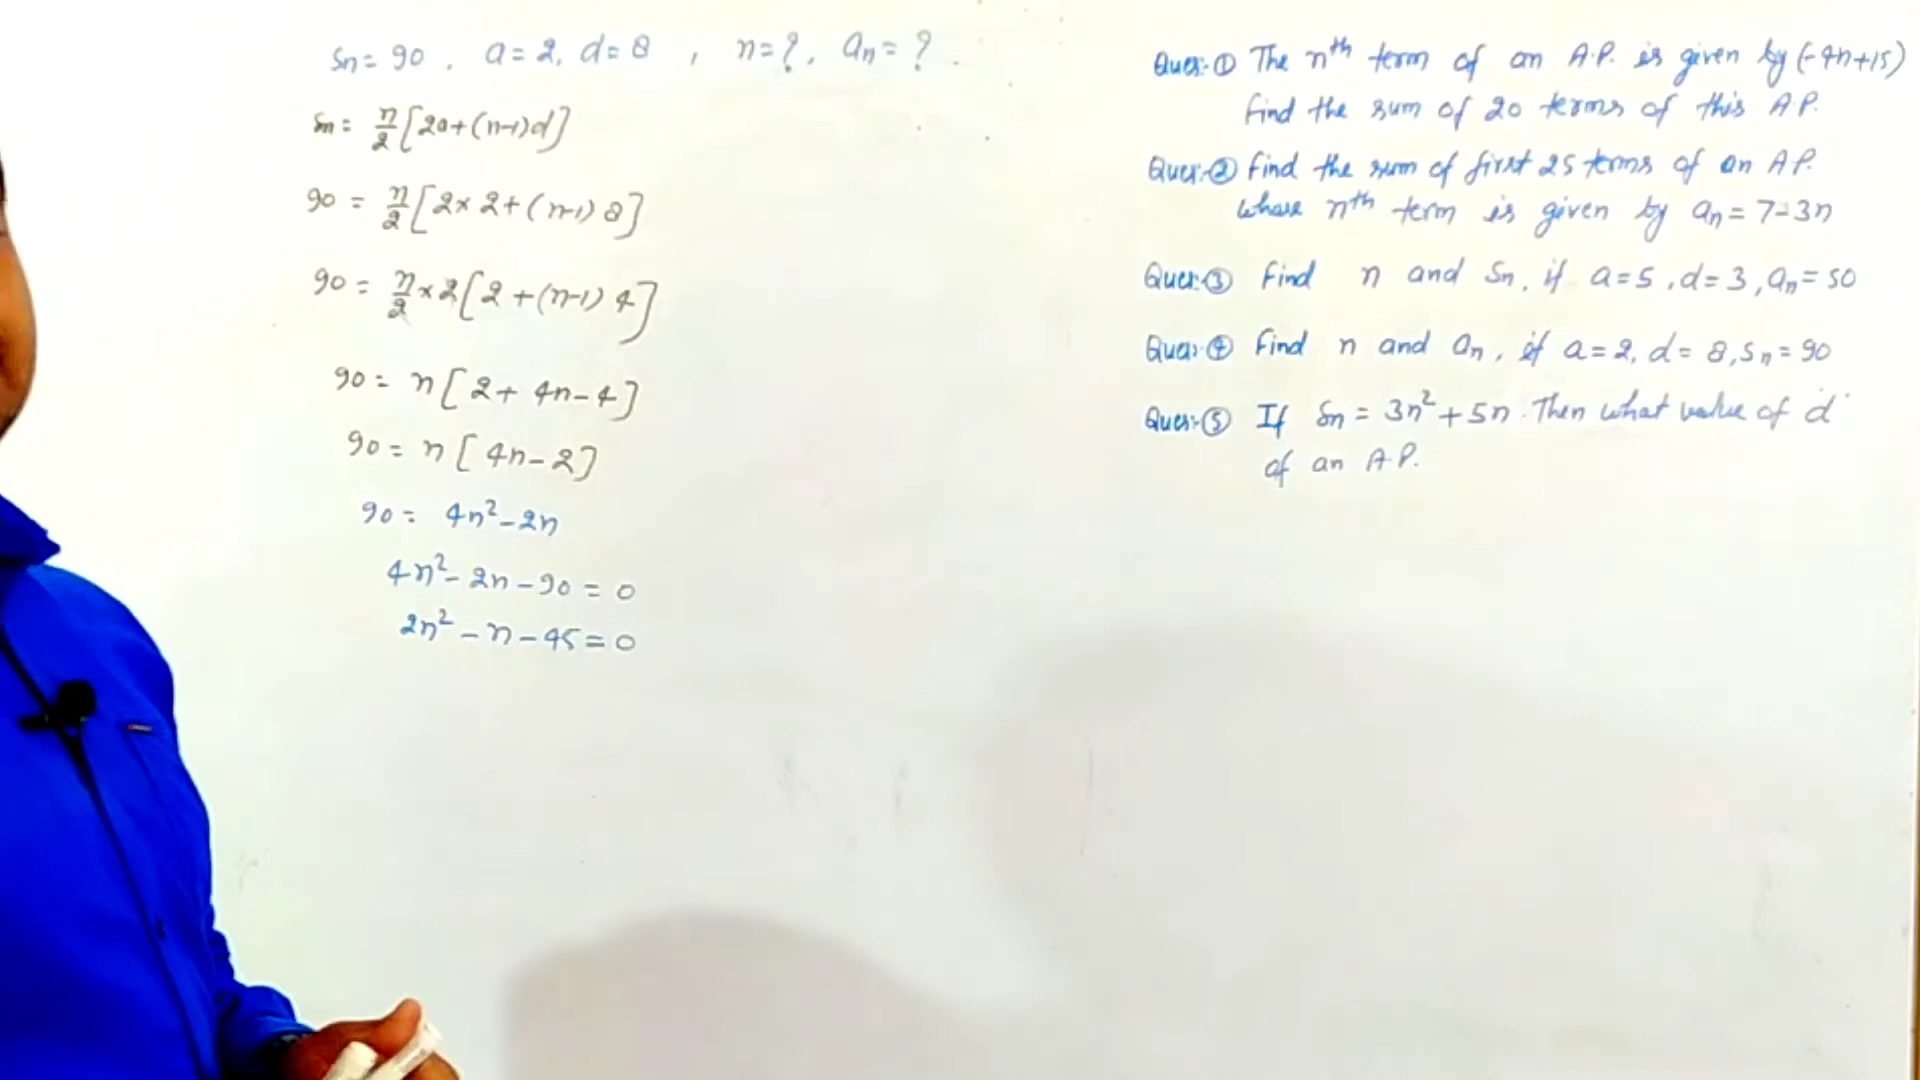 Sn = 90 , a = 2, d = 8 , n = ?, an = ?
Sn = n/2 [2a+(n-1)d]
90 = n/2 [2×2+(n-1)8]
90 = n/2 ×2[2+(n-1)4]
90 = n[2+4n-4]
90 = n[4n-2]
90 = 4n²-2n
4n²-2n-90=0
2n²-n-45=0
Ques:-① The nth term of an A.P. is given by (-4n+15)
find the sum of 20 terms of this A.P.
Ques:-② find the sum of first 25 terms of an A.P.
whose nth term is given by an = 7-3n
Ques:-③ Find n and Sn, if a=5, d=3, an=50
Ques:-④ Find n and an, if a=2, d=8, Sn=90
Ques:-⑤ If Sn = 3n²+5n. Then what value of 'd'
of an A.P.